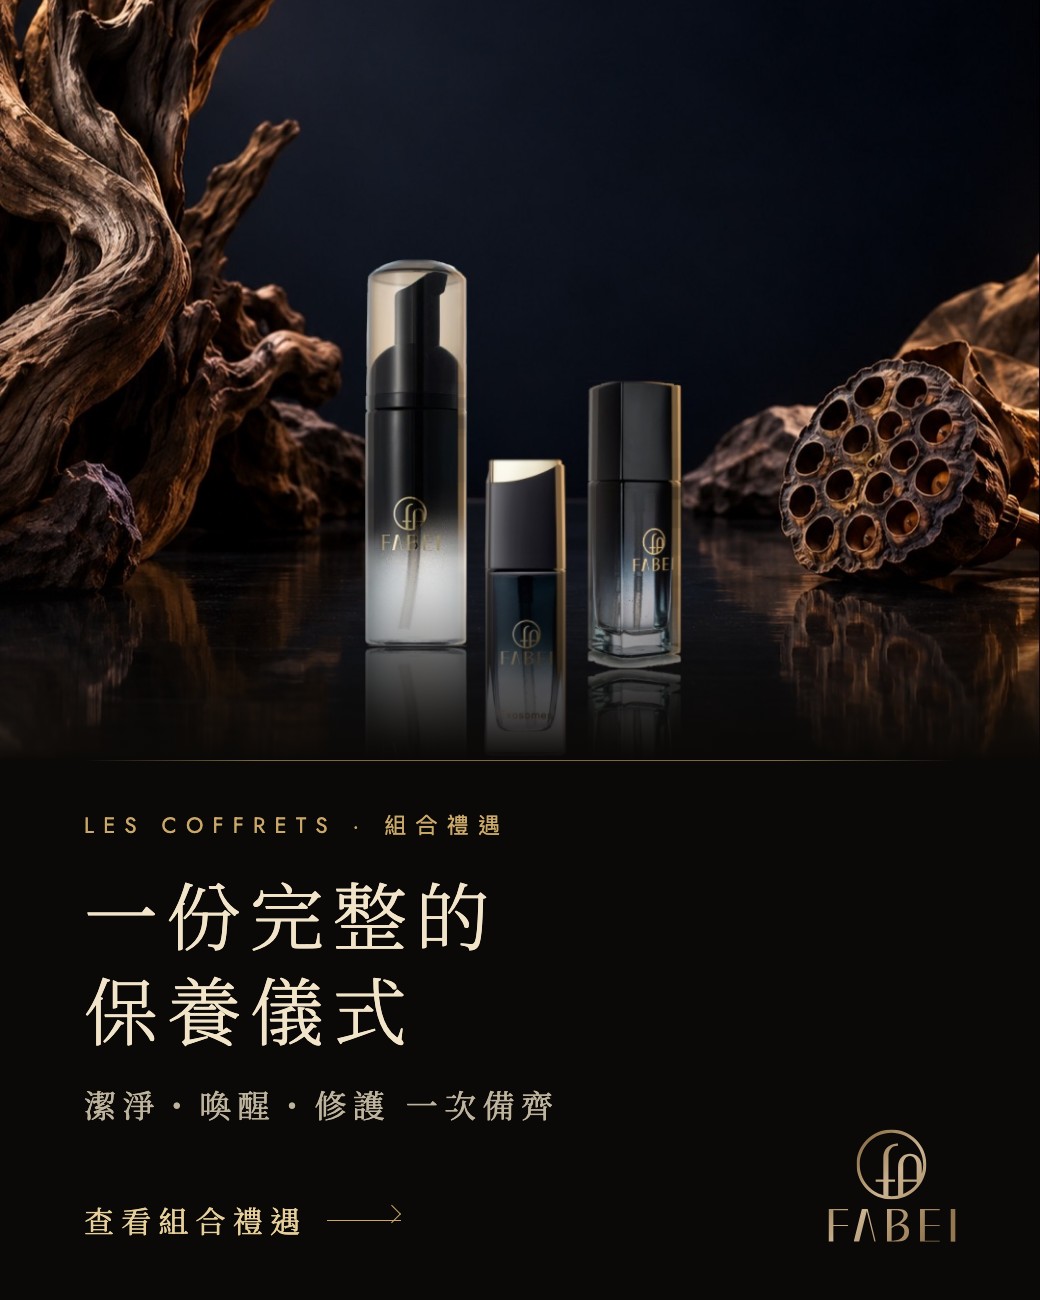 FABEI
FABEI
FABEI
LES COFFRETS · 組合禮遇
一份完整的
保養儀式
潔淨・喚醒・修護 一次備齊
查看組合禮遇
FABEI